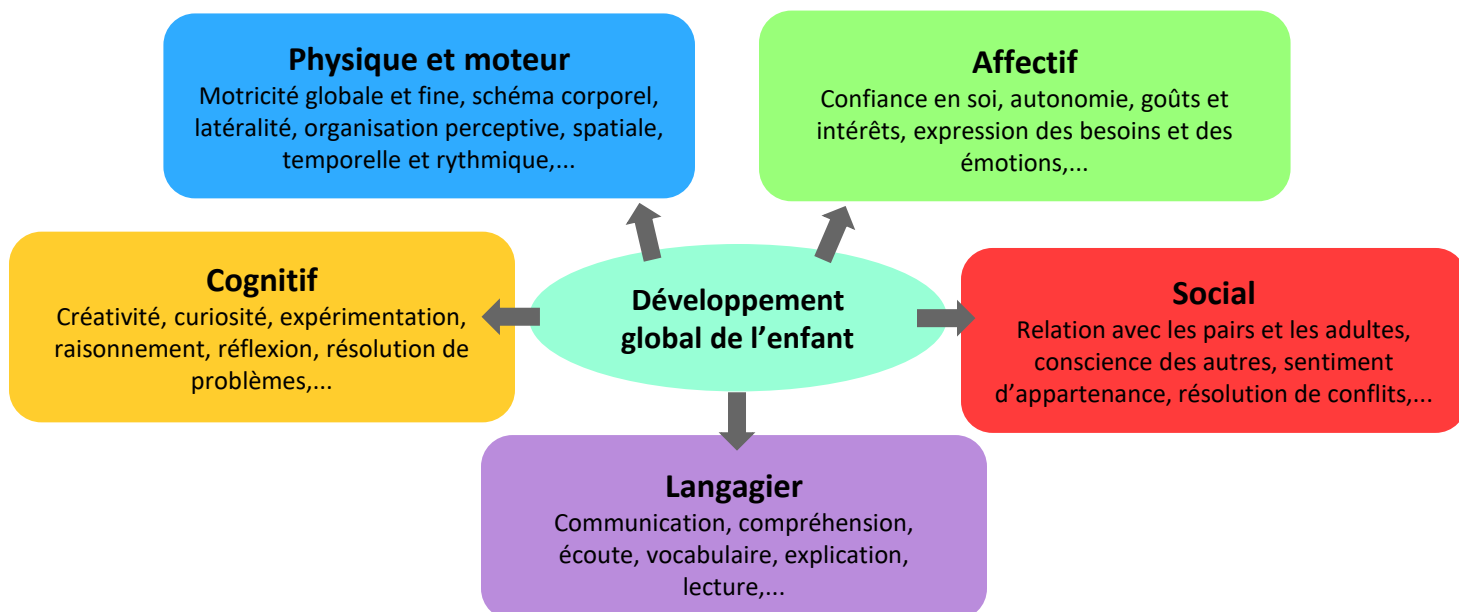 Physique et moteur
Motricité globale et fine, schéma corporel,
latéralité, organisation perceptive, spatiale,
temporelle et rythmique,...
Affectif
Confiance en soi, autonomie, goûts et
intérêts, expression des besoins et des
émotions,...
Cognitif
Créativité, curiosité, expérimentation,
raisonnement, réflexion, résolution de
problèmes,...
Développement
global de l’enfant
Social
Relation avec les pairs et les adultes,
conscience des autres, sentiment
d’appartenance, résolution de conflits,...
Langagier
Communication, compréhension,
écoute, vocabulaire, explication,
lecture,...